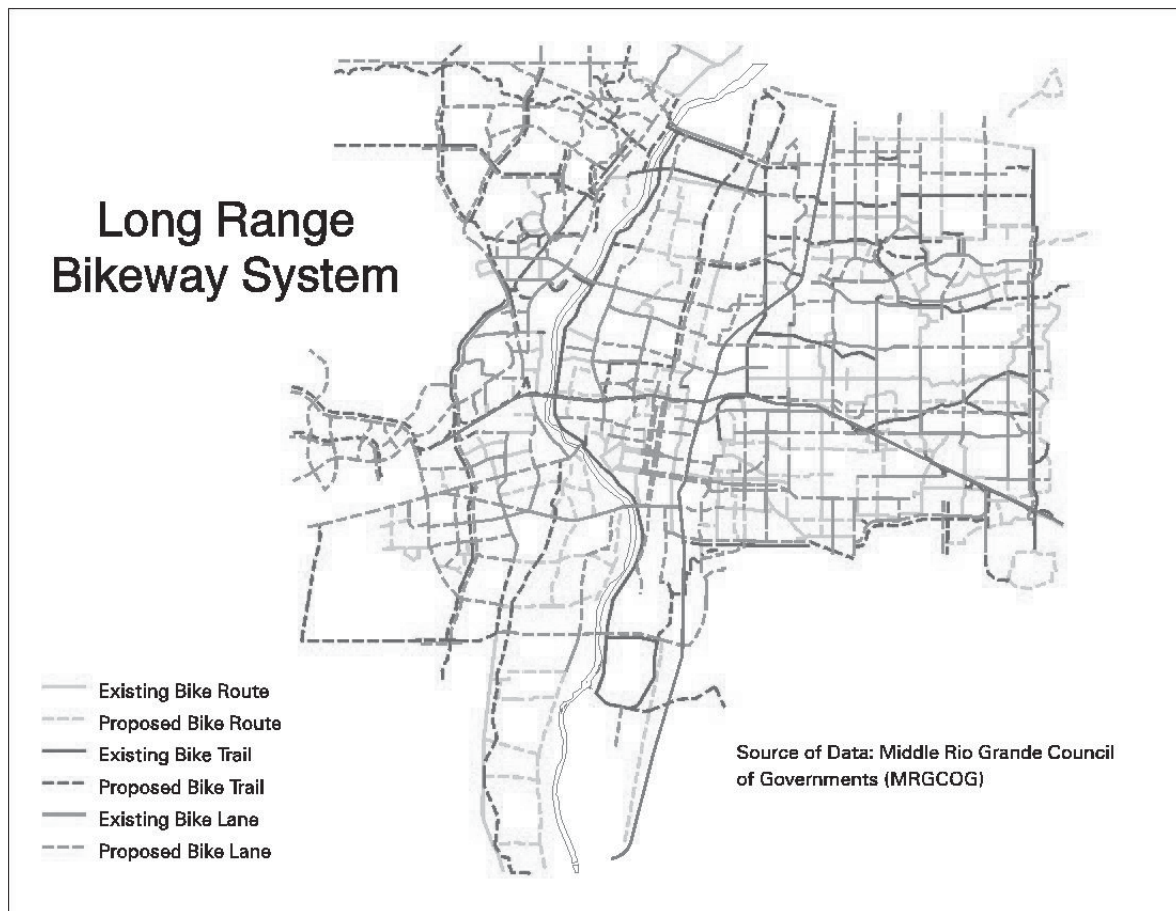 Long Range
Bikeway System
Existing Bike Route
Proposed Bike Route
Existing Bike Trail
Proposed Bike Trail
Existing Bike Lane
Proposed Bike Lane
Source of Data: Middle Rio Grande Council
of Governments (MRGCOG)